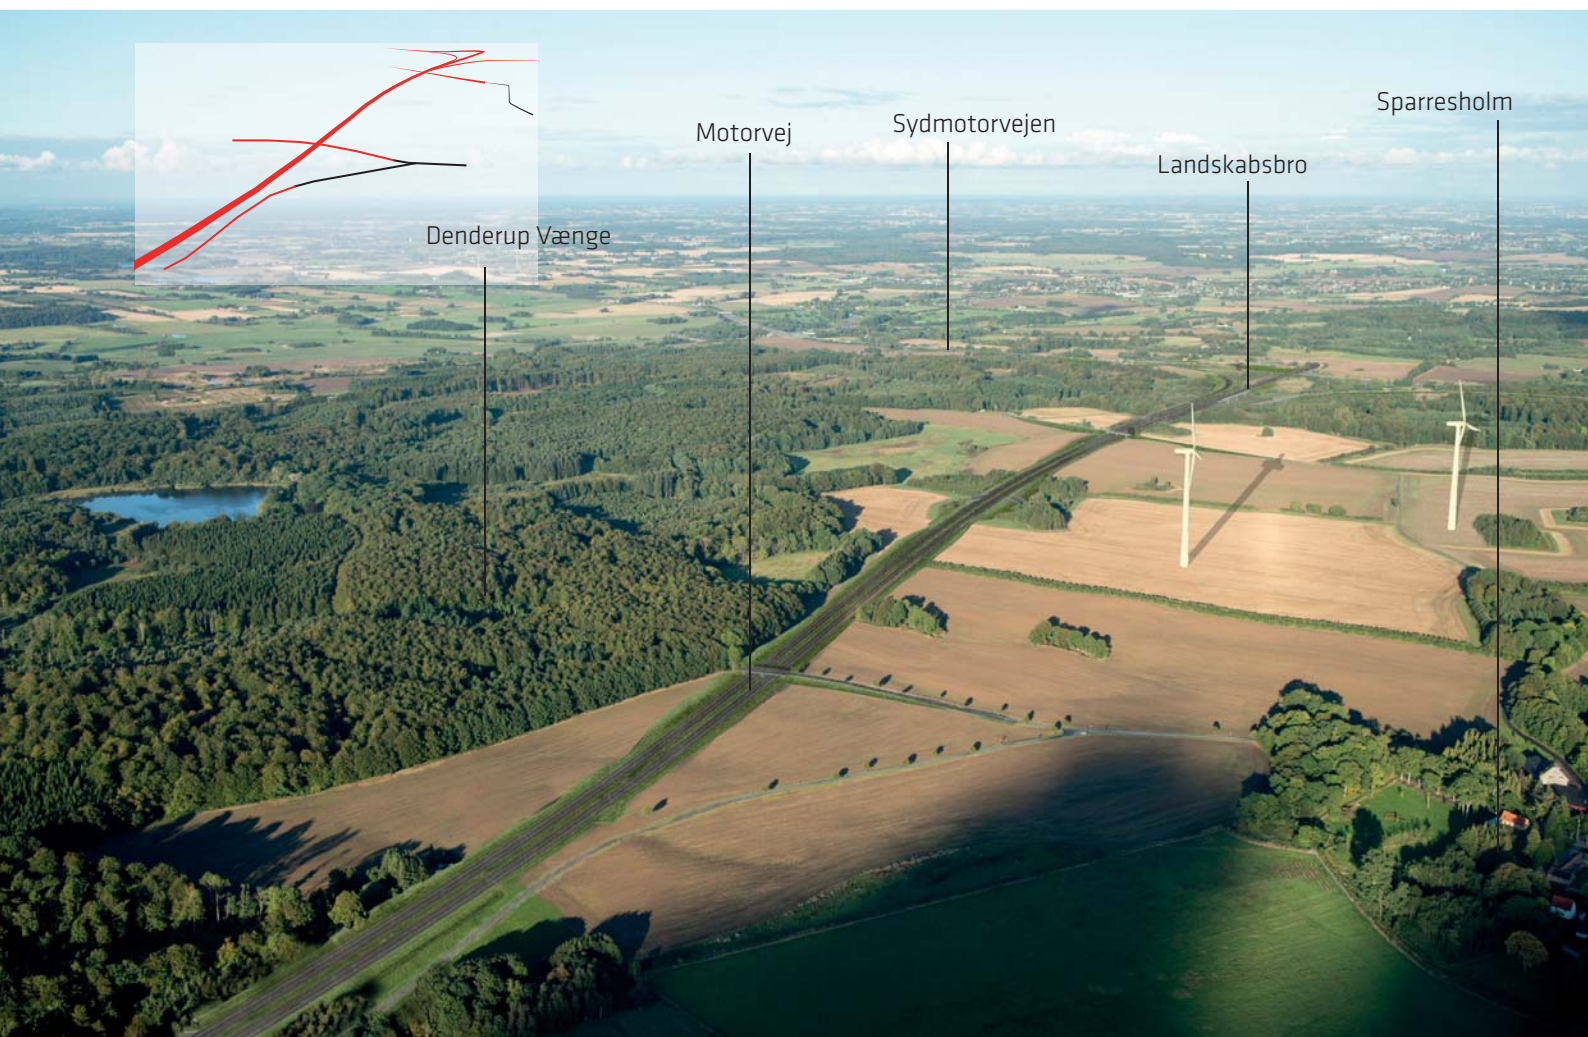 Sparresholm
Motorvej
Sydmotorvejen
Landskabsbro
Denderup Vænge